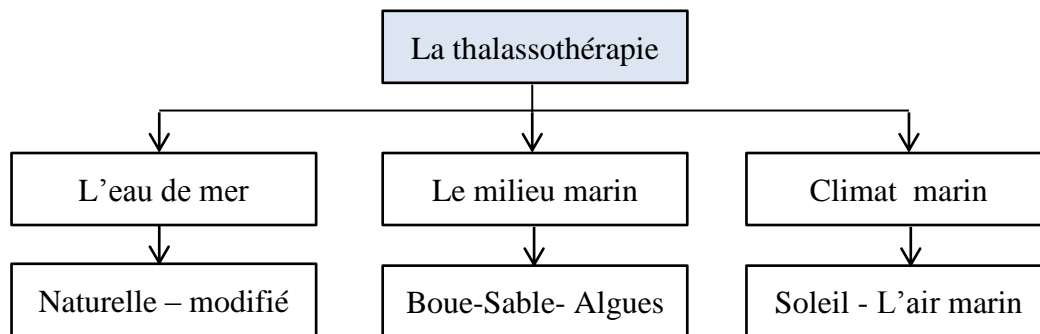 La thalassothérapie
L’eau de mer
Le milieu marin
Climat marin
Naturelle – modifié
Boue-Sable- Algues
Soleil - L’air marin